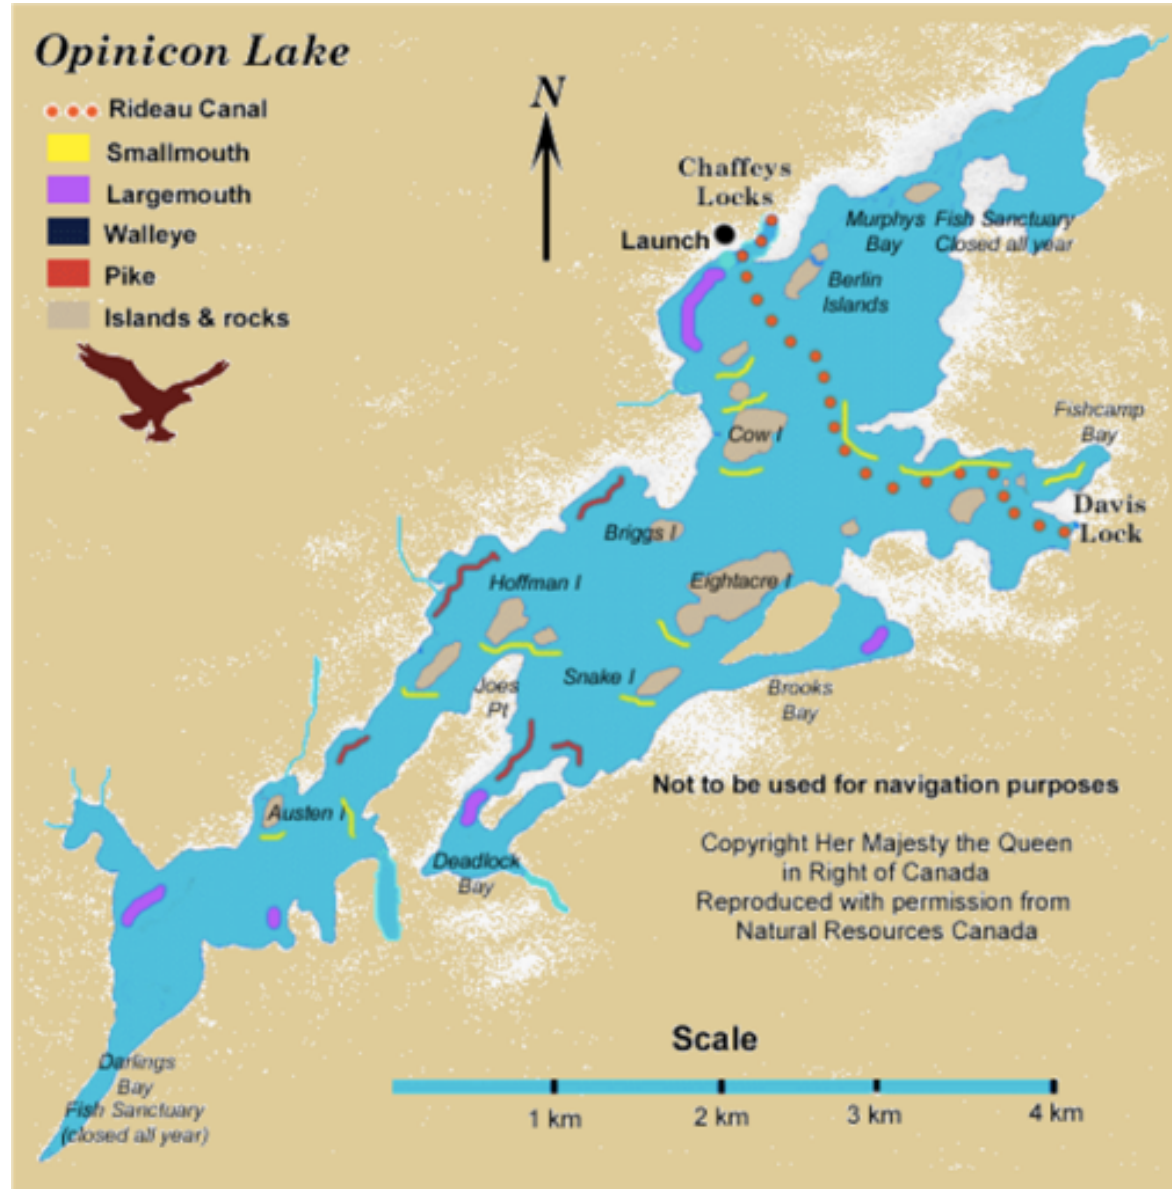 Opinicon Lake
Rideau Canal
Smallmouth
Largemouth
Walleye
Pike
Islands & rocks
N
Chaffeys
Locks
Launch
Murphys
Bay
Fish Sanctuary
Closed all year
Berlin
Islands
Cow I
Fishcamp
Bay
Davis
Lock
Briggs I
Hoffman I
Eightacre I
Joes
Pt
Snake I
Brooks
Bay
Austen I
Deadlock
Bay
Not to be used for navigation purposes
Copyright Her Majesty the Queen
in Right of Canada
Reproduced with permission from
Natural Resources Canada
Darlings
Bay
Fish Sanctuary
(closed all year)
Scale
1 km
2 km
3 km
4 km